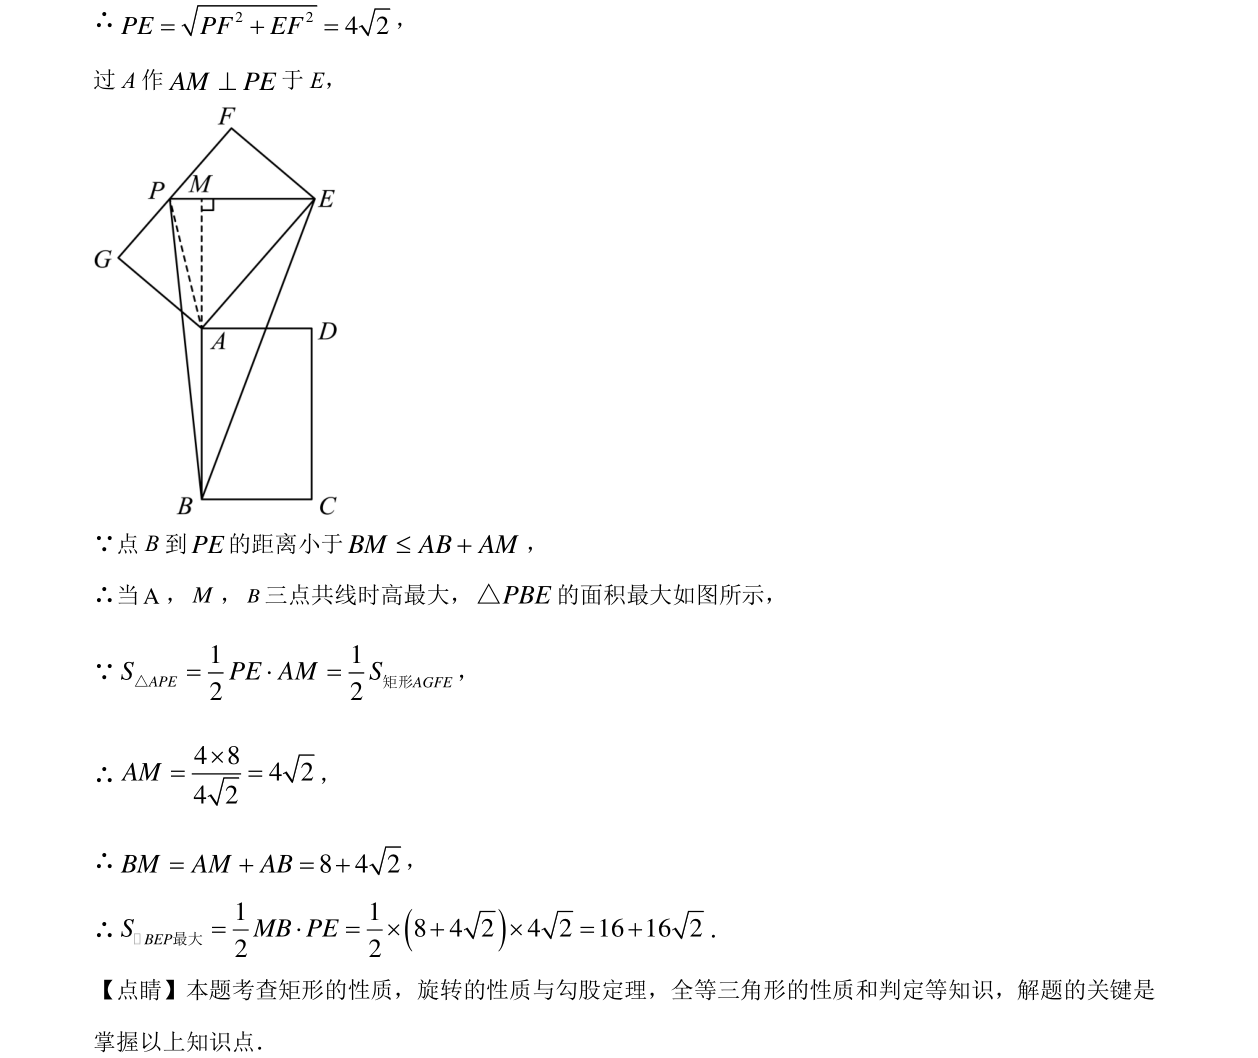 ∴ PE = √(PF² + EF²) = 4√2，
过 A 作 AM ⊥ PE 于 E，
F
P M E
G
A D
B C
∵点 B 到 PE 的距离小于 BM ≤ AB + AM，
∴当 A，M，B 三点共线时高最大，△PBE 的面积最大如图所示，
∵ S△APE = 1/2 PE · AM = 1/2 S矩形AGFE，
∴ AM = (4×8)/(4√2) = 4√2，
∴ BM = AM + AB = 8 + 4√2，
∴ S▯BEP最大 = 1/2 MB · PE = 1/2 × (8 + 4√2) × 4√2 = 16 + 16√2．
【点睛】本题考查矩形的性质，旋转的性质与勾股定理，全等三角形的性质和判定等知识，解题的关键是
掌握以上知识点．